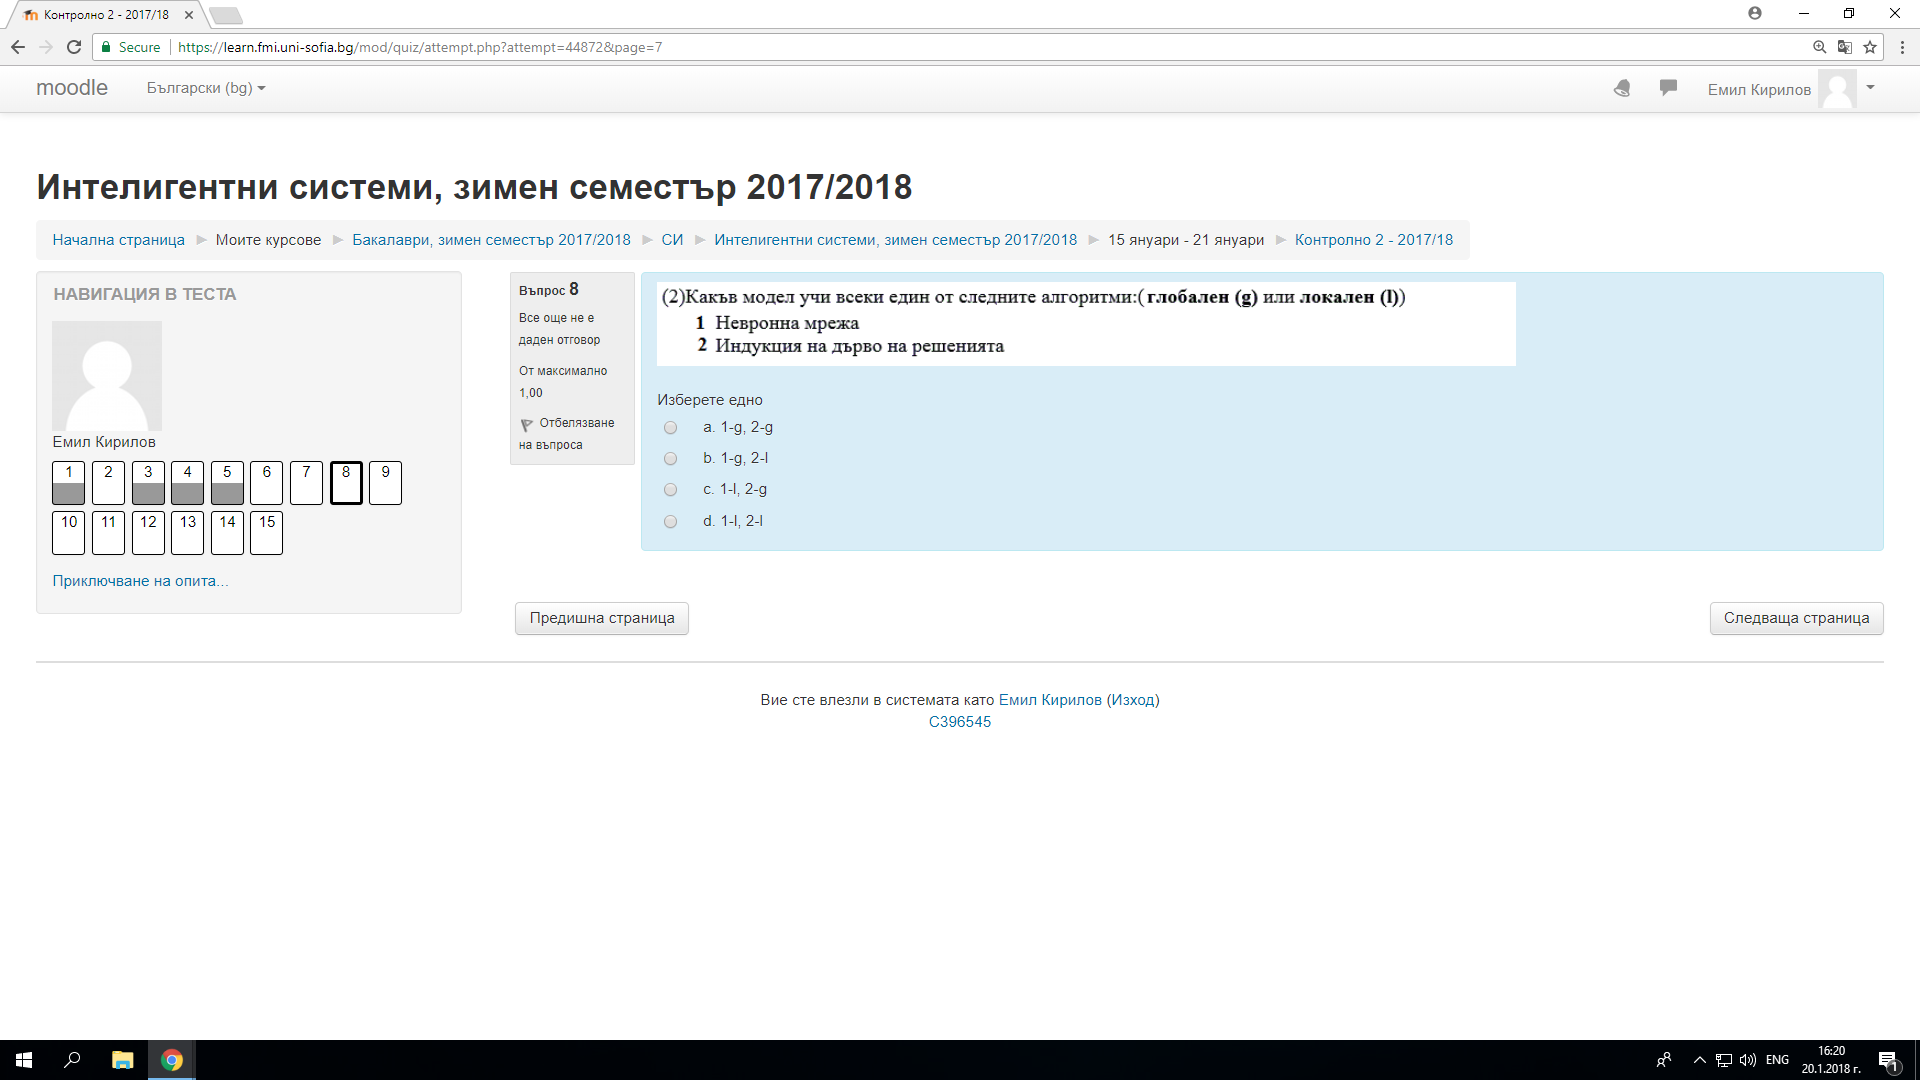 Контролно 2 - 2017/18
Secure
https://learn.fmi.uni-sofia.bg/mod/quiz/attempt.php?attempt=44872&page=7
moodle
Български (bg)
Емил Кирилов
Интелигентни системи, зимен семестър 2017/2018
Начална страница ► Моите курсове ► Бакалаври, зимен семестър 2017/2018 ► СИ ► Интелигентни системи, зимен семестър 2017/2018 ► 15 януари - 21 януари ► Контролно 2 - 2017/18
НАВИГАЦИЯ В ТЕСТА
Емил Кирилов
1 2 3 4 5 6 7 8 9
10 11 12 13 14 15
Приключване на опита...
Въпрос 8
Все още не е
даден отговор
От максимално
1,00
Отбелязване
на въпроса
(2)Какъв модел учи всеки един от следните алгоритми:( глобален (g) или локален (l))
1 Невронна мрежа
2 Индукция на дърво на решенията
Изберете едно
a. 1-g, 2-g
b. 1-g, 2-l
c. 1-l, 2-g
d. 1-l, 2-l
Предишна страница
Следваща страница
Вие сте влезли в системата като Емил Кирилов (Изход)
C396545
ENG
16:20
20.1.2018 г.
1